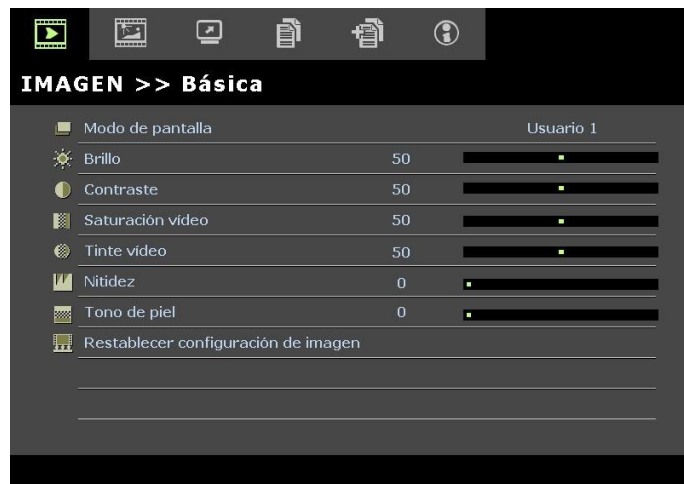 IMAGEN >> Básica
Modo de pantalla Usuario 1
Brillo 50
Contraste 50
Saturación vídeo 50
Tinte vídeo 50
Nitidez 0
Tono de piel 0
Restablecer configuración de imagen